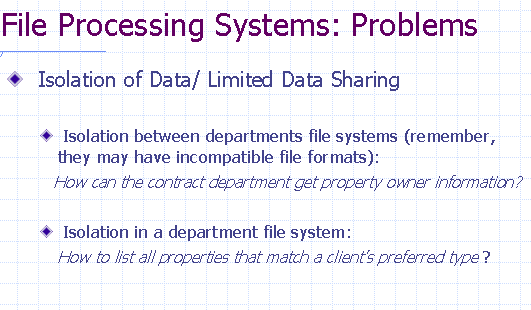 File Processing Systems: Problems
Isolation of Data/ Limited Data Sharing
Isolation between departments file systems (remember,
they may have incompatible file formats):
How can the contract department get property owner information?
Isolation in a department file system:
How to list all properties that match a client's preferred type ?